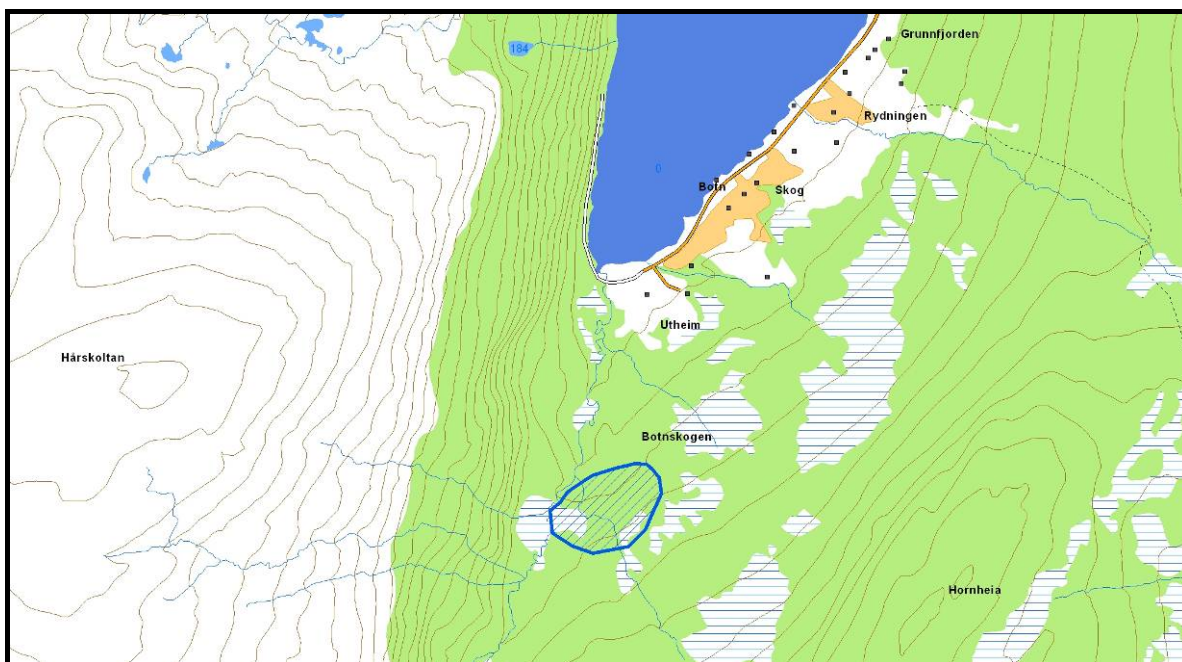 Grunnfjorden
184
Rydningen
0
Botn
Skog
Utheim
Hårskoltan
Botnskogen
Hornheia